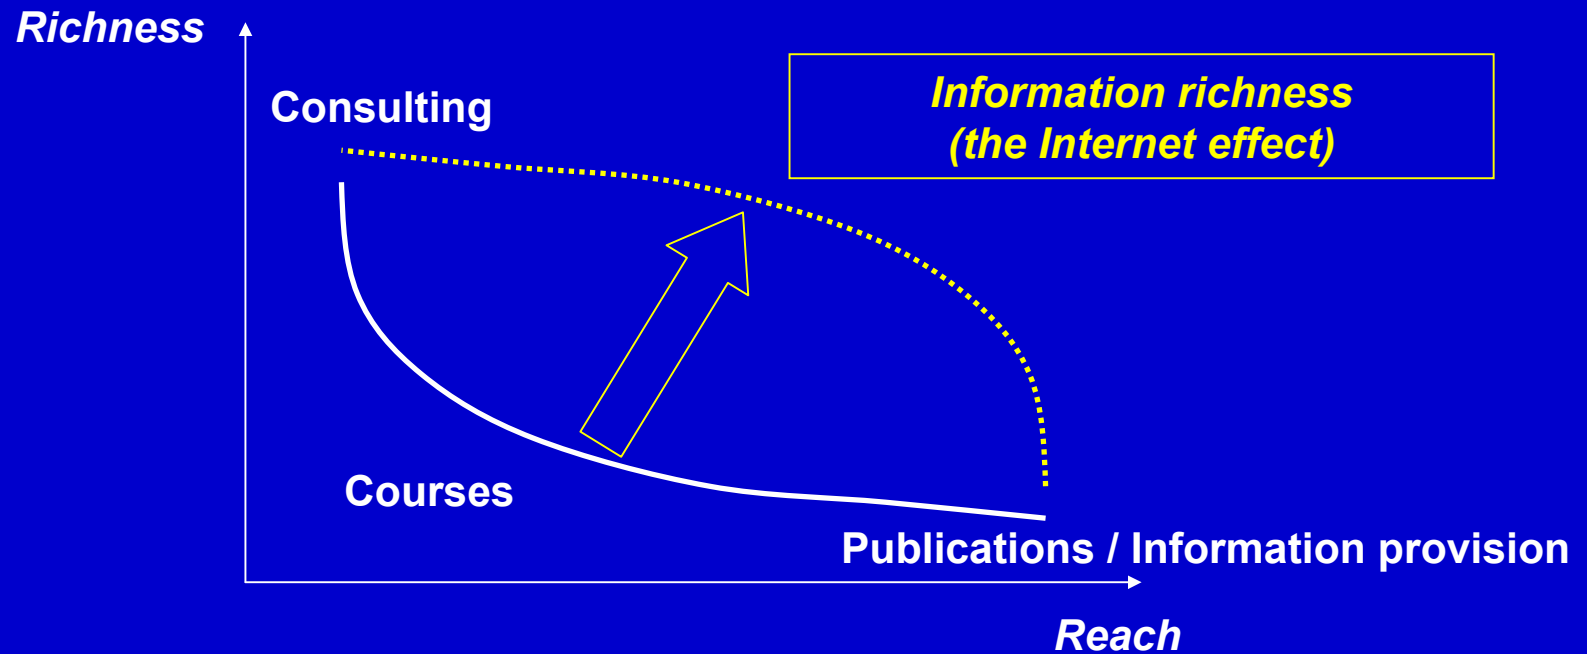 Richness
Consulting
Information richness
(the Internet effect)
Courses
Publications / Information provision
Reach